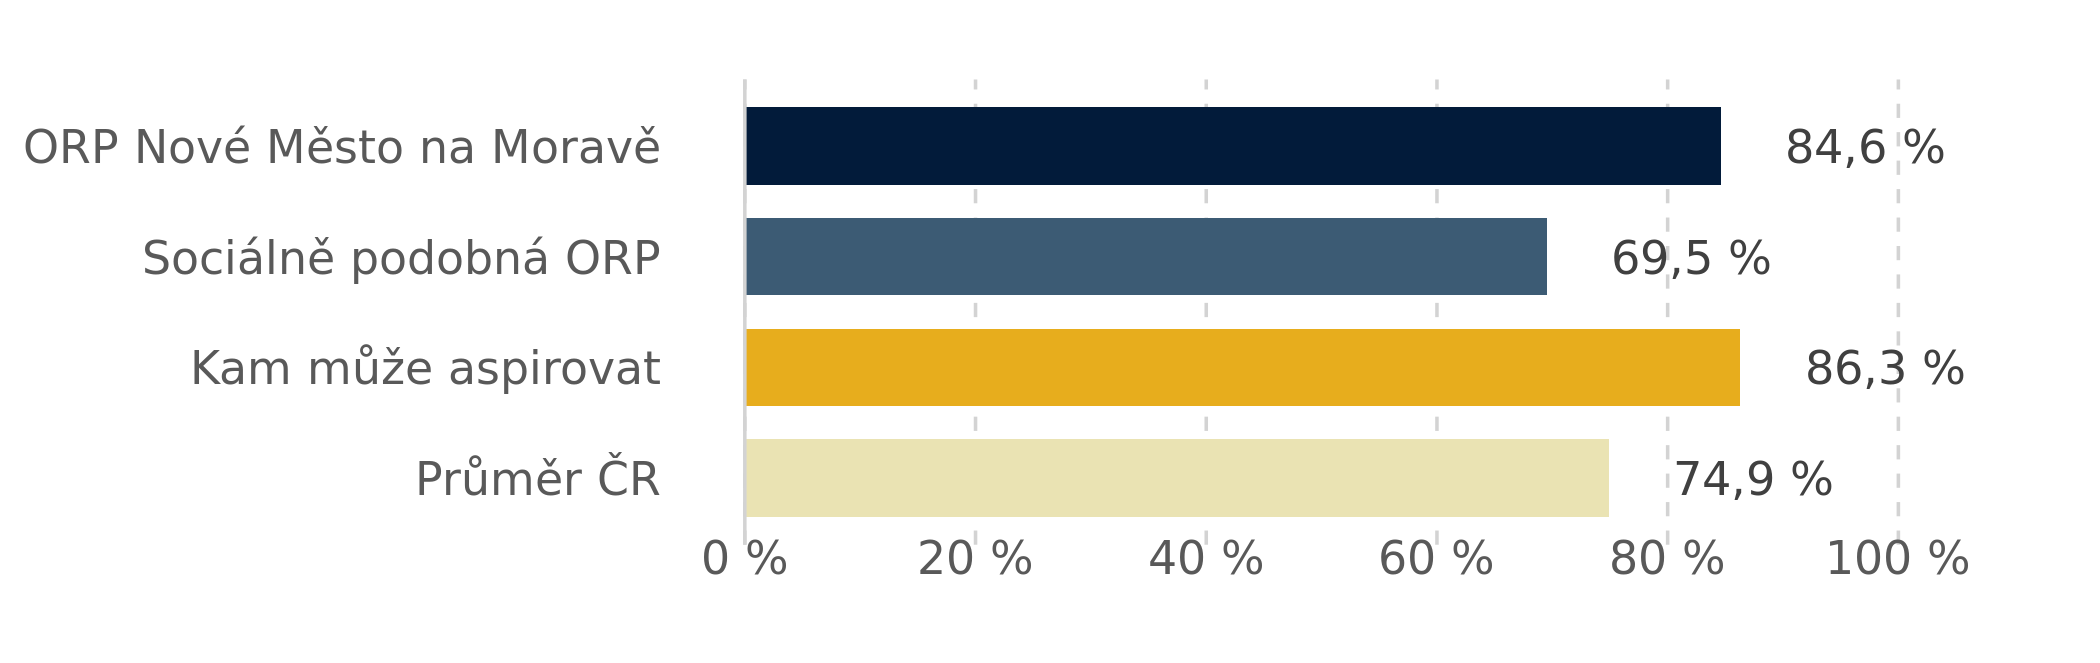 ORP Nové Město na Moravě 84,6 %
Sociálně podobná ORP 69,5 %
Kam může aspirovat 86,3 %
Průměr ČR 74,9 %
0 % 20 % 40 % 60 % 80 % 100 %